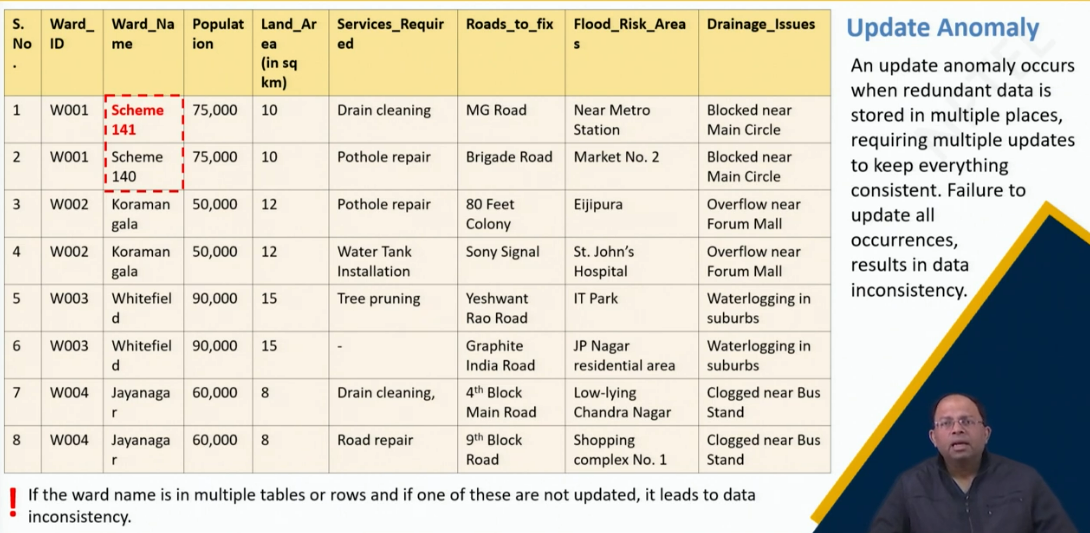 S. No . Ward_ ID Ward_Na me Populat ion Land_Ar ea (in sq km) Services_Requir ed Roads_to_fix Flood_Risk_Area s Drainage_Issues
1 W001 Scheme 141 75,000 10 Drain cleaning MG Road Near Metro Station Blocked near Main Circle
2 W001 Scheme 140 75,000 10 Pothole repair Brigade Road Market No. 2 Blocked near Main Circle
3 W002 Koraman gala 50,000 12 Pothole repair 80 Feet Colony Eijipura Overflow near Forum Mall
4 W002 Koraman gala 50,000 12 Water Tank Installation Sony Signal St. John’s Hospital Overflow near Forum Mall
5 W003 Whitefiel d 90,000 15 Tree pruning Yeshwant Rao Road IT Park Waterlogging in suburbs
6 W003 Whitefiel d 90,000 15 - Graphite India Road JP Nagar residential area Waterlogging in suburbs
7 W004 Jayanaga r 60,000 8 Drain cleaning, 4th Block Main Road Low-lying Chandra Nagar Clogged near Bus Stand
8 W004 Jayanaga r 60,000 8 Road repair 9th Block Road Shopping complex No. 1 Clogged near Bus Stand
! If the ward name is in multiple tables or rows and if one of these are not updated, it leads to data
inconsistency.
Update Anomaly
An update anomaly occurs
when redundant data is
stored in multiple places,
requiring multiple updates
to keep everything
consistent. Failure to
update all
occurrences,
results in data
inconsistency.